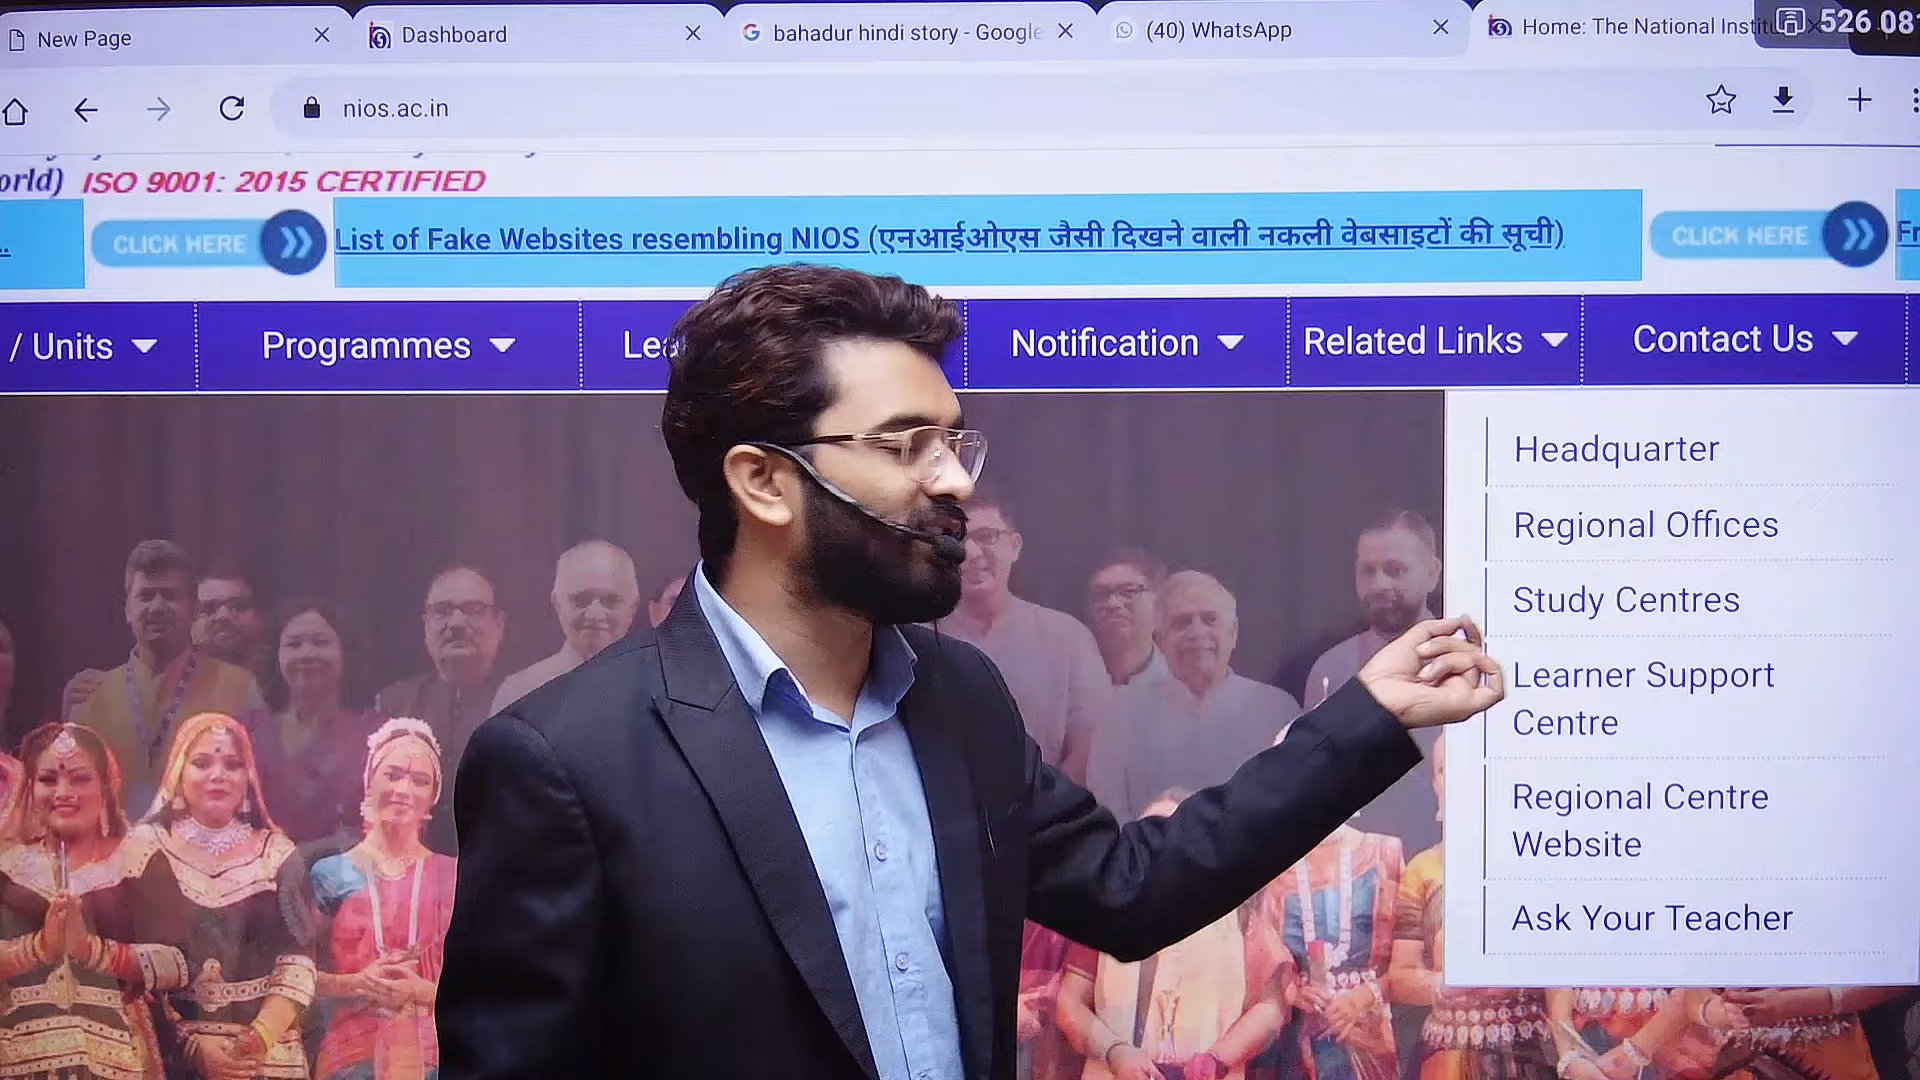 New Page
Dashboard
bahadur hindi story - Google
(40) WhatsApp
Home: The National Instit
526 081
nios.ac.in
orld) ISO 9001: 2015 CERTIFIED
CLICK HERE
List of Fake Websites resembling NIOS (एनआईओएस जैसी दिखने वाली नकली वेबसाइटों की सूची)
CLICK HERE
/ Units
Programmes
Lea
Notification
Related Links
Contact Us
Headquarter
Regional Offices
Study Centres
Learner Support
Centre
Regional Centre
Website
Ask Your Teacher